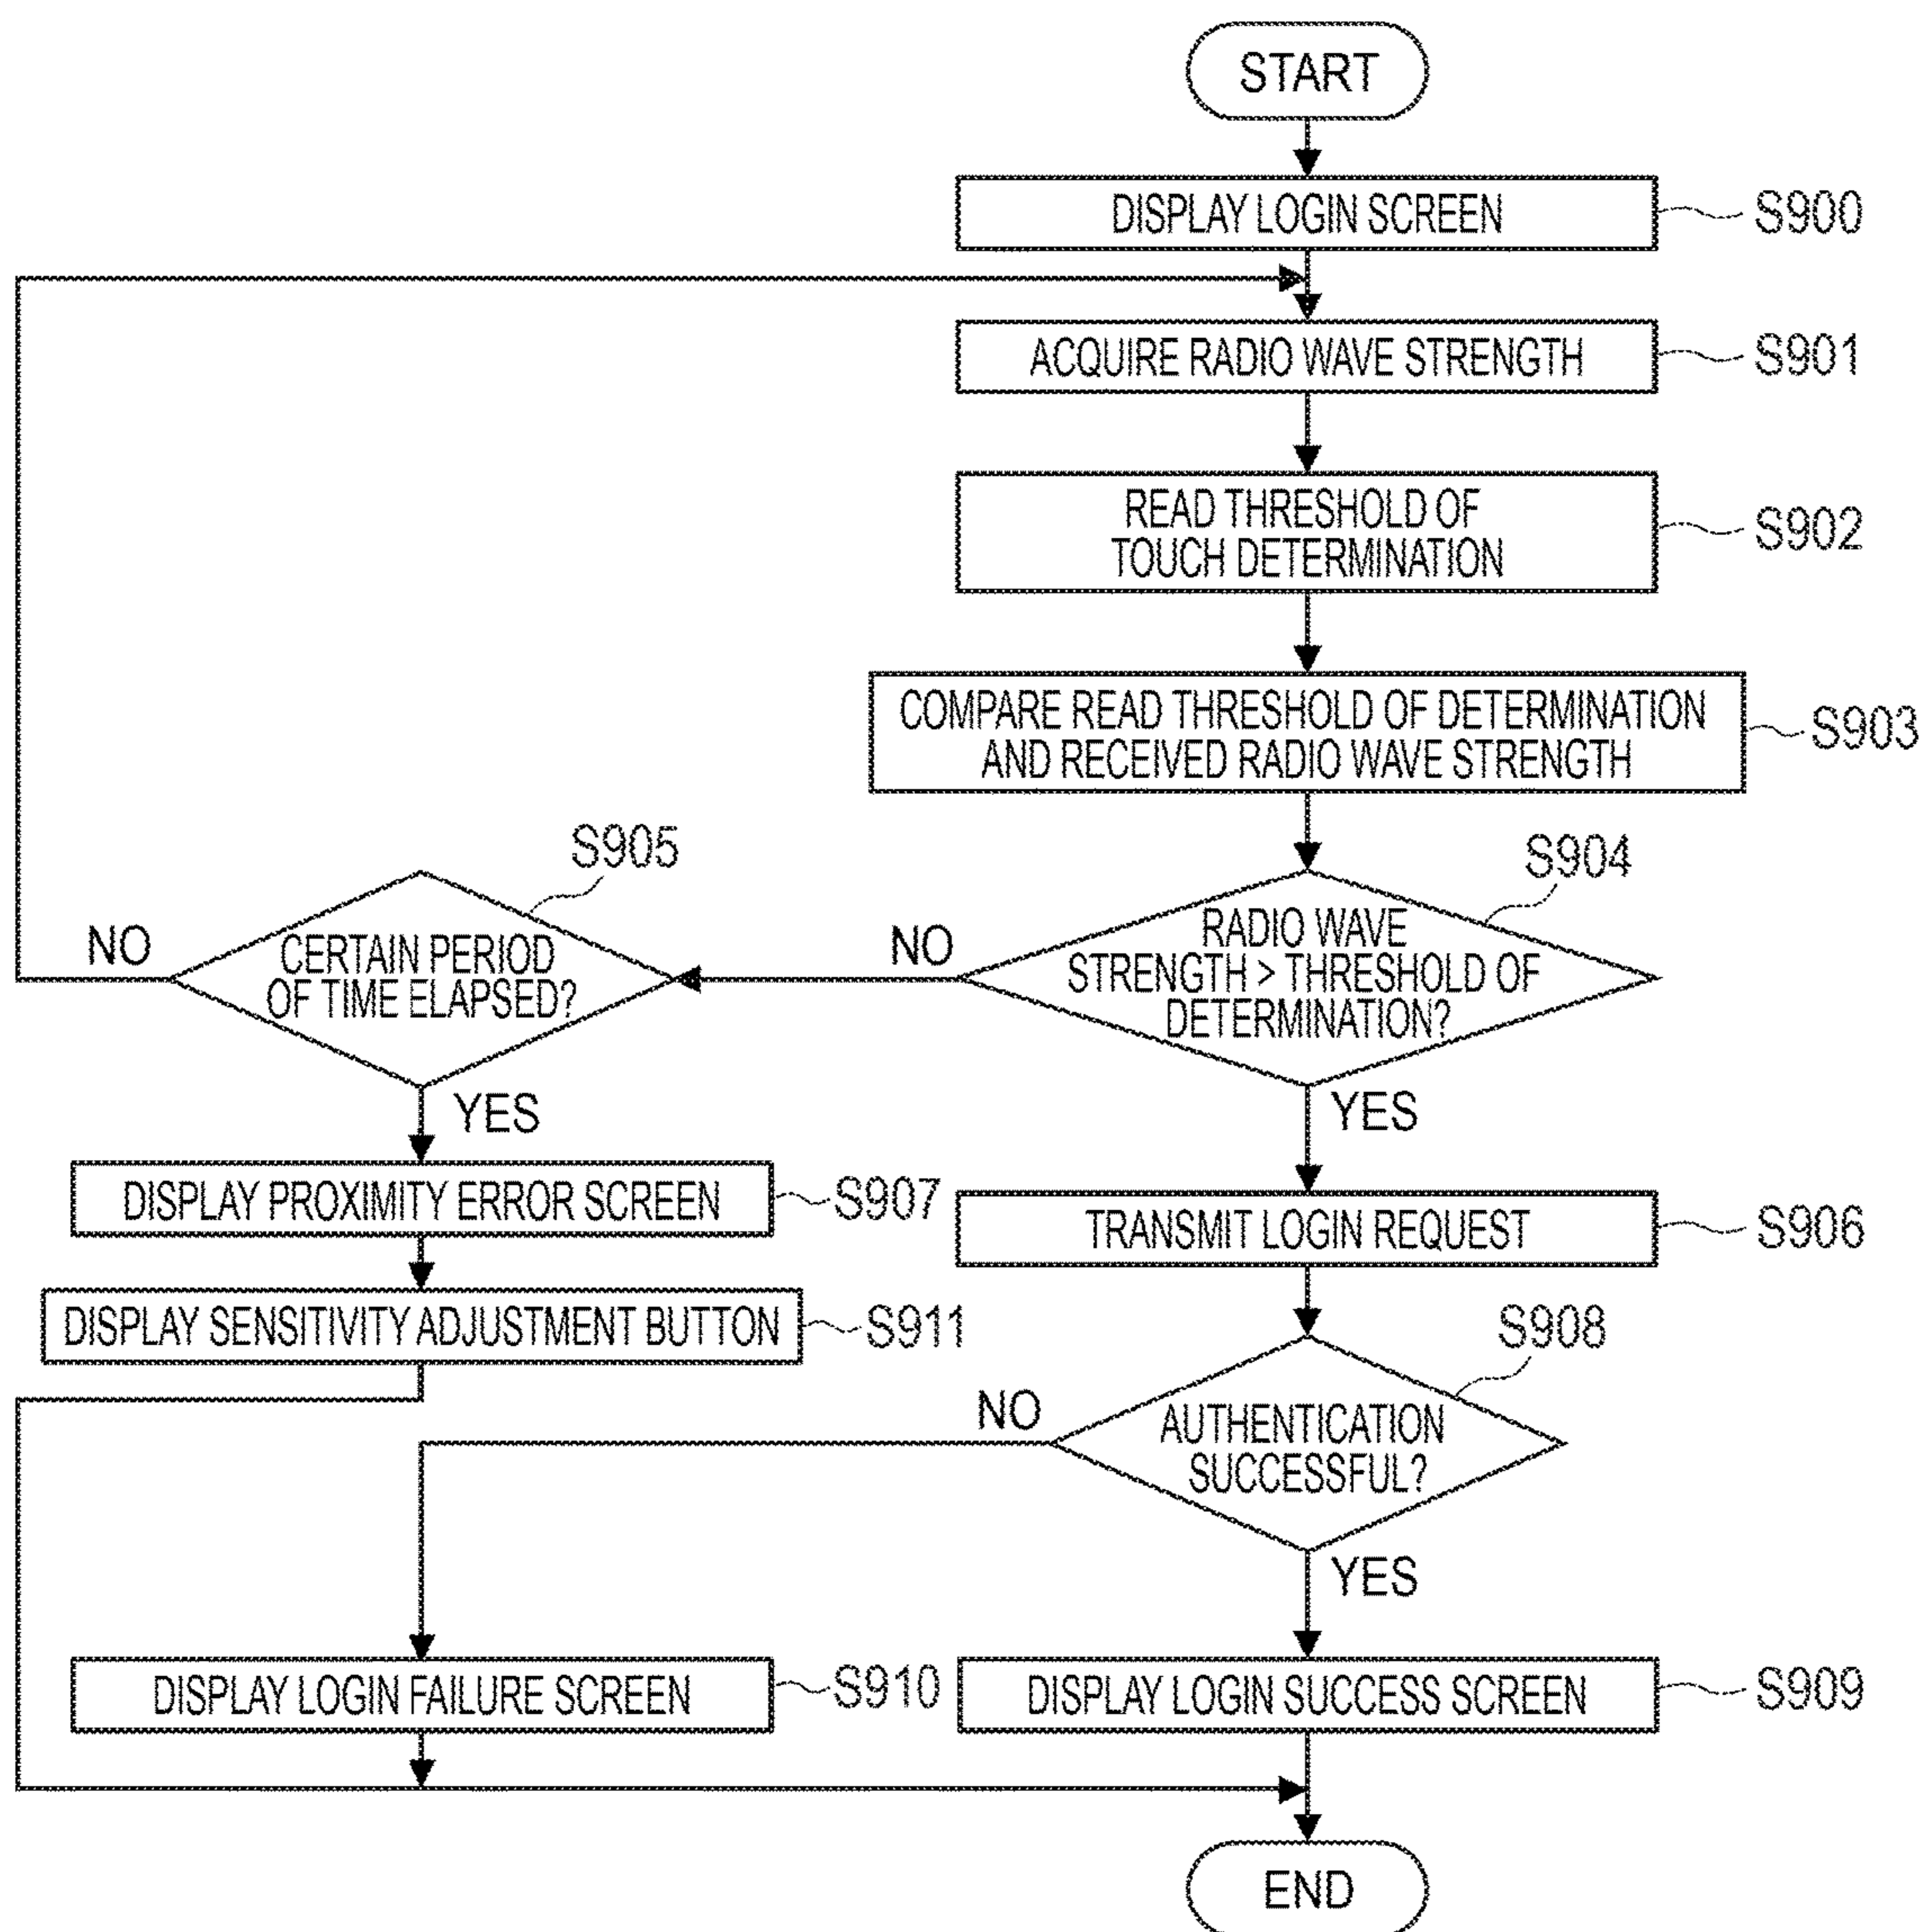 START
DISPLAY LOGIN SCREEN
S900
ACQUIRE RADIO WAVE STRENGTH
S901
READ THRESHOLD OF
TOUCH DETERMINATION
S902
COMPARE READ THRESHOLD OF DETERMINATION
AND RECEIVED RADIO WAVE STRENGTH
S903
S905
S904
NO
CERTAIN PERIOD
OF TIME ELAPSED?
NO
RADIO WAVE
STRENGTH > THRESHOLD OF
DETERMINATION?
YES
YES
DISPLAY PROXIMITY ERROR SCREEN
S907
TRANSMIT LOGIN REQUEST
S906
DISPLAY SENSITIVITY ADJUSTMENT BUTTON
S911
S908
NO
AUTHENTICATION
SUCCESSFUL?
YES
DISPLAY LOGIN FAILURE SCREEN
S910
DISPLAY LOGIN SUCCESS SCREEN
S909
END